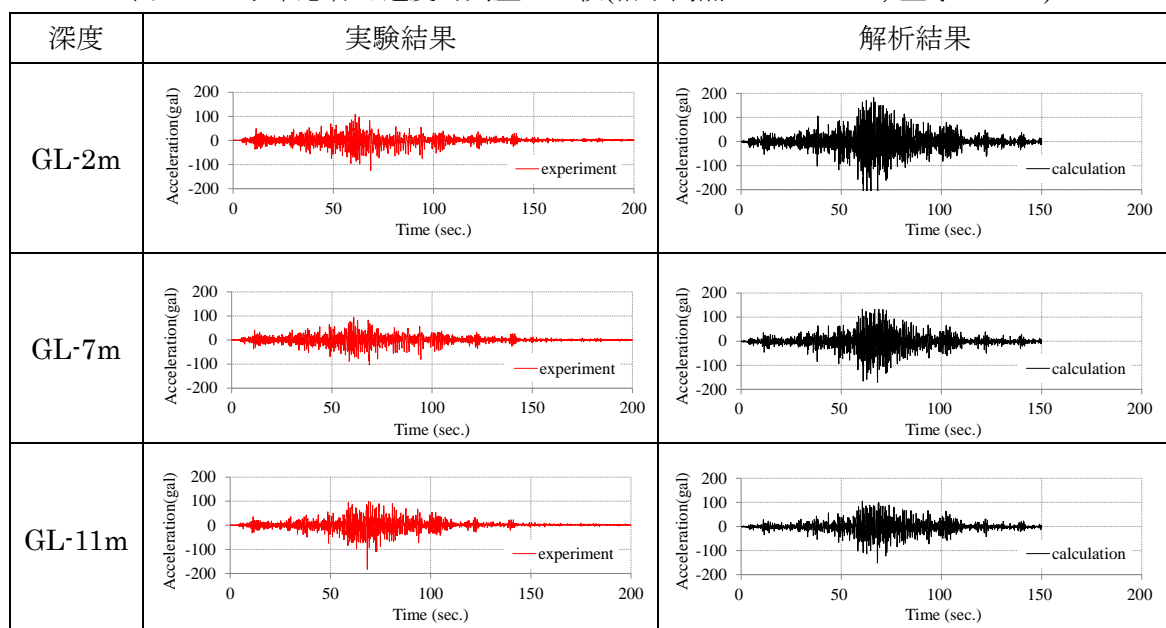 深度 実験結果 解析結果
GL-2m
Acceleration(gal)
200
100
0
-100
-200
0 50 100 150 200
Time (sec.)
experiment
Acceleration(gal)
200
100
0
-100
-200
0 50 100 150 200
Time (sec.)
calculation
GL-7m
Acceleration(gal)
200
100
0
-100
-200
0 50 100 150 200
Time (sec.)
experiment
Acceleration(gal)
200
100
0
-100
-200
0 50 100 150 200
Time (sec.)
calculation
GL-11m
Acceleration(gal)
200
100
0
-100
-200
0 50 100 150 200
Time (sec.)
experiment
Acceleration(gal)
200
100
0
-100
-200
0 50 100 150 200
Time (sec.)
calculation